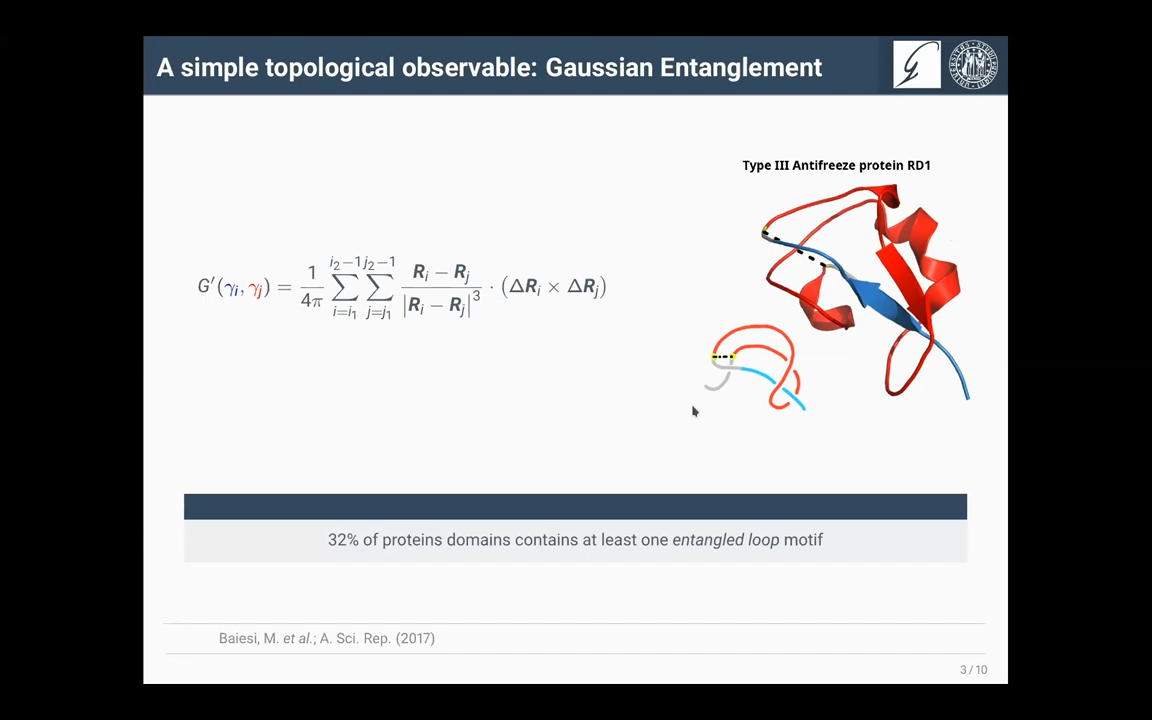 A simple topological observable: Gaussian Entanglement
Type III Antifreeze protein RD1
G′(γᵢ, γⱼ) = 1/4π ∑_{i=i₁}^{i₂−1} ∑_{j=j₁}^{j₂−1} (Rᵢ − Rⱼ)/|Rᵢ − Rⱼ|³ · (ΔRᵢ × ΔRⱼ)
32% of proteins domains contains at least one entangled loop motif
Baiesi, M. et al.; A. Sci. Rep. (2017)
3 / 10